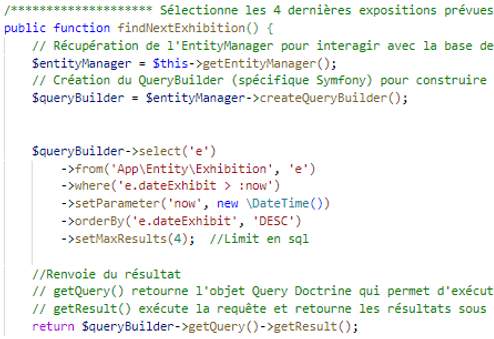 /******************** Sélectionne les 4 dernières expositions prévues
public function findNextExhibition() {
// Récupération de l'EntityManager pour interagir avec la base de
$entityManager = $this->getEntityManager();
// Création du QueryBuilder (spécifique Symfony) pour construire
$queryBuilder = $entityManager->createQueryBuilder();
$queryBuilder->select('e')
->from('App\Entity\Exhibition', 'e')
->where('e.dateExhibit > :now')
->setParameter('now', new \DateTime())
->orderBy('e.dateExhibit', 'DESC')
->setMaxResults(4);  //Limit en sql
//Renvoie du résultat
// getQuery() retourne l'objet Query Doctrine qui permet d'exécut
// getResult() exécute la requête et retourne les résultats sous
return $queryBuilder->getQuery()->getResult();